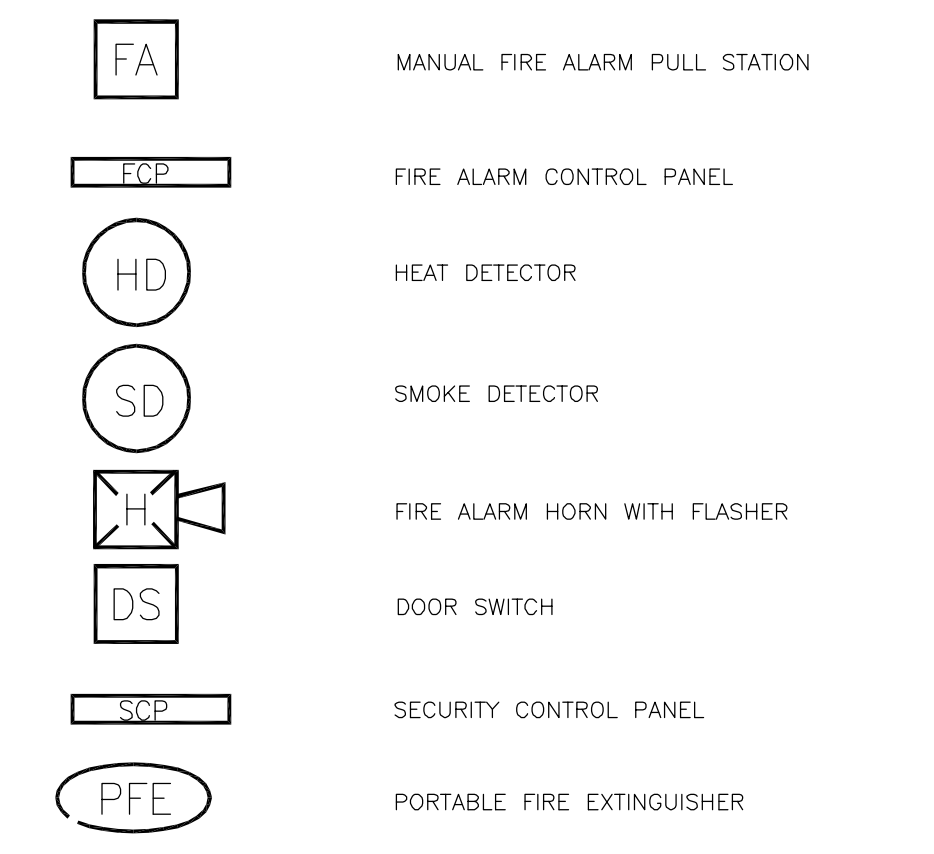 FA MANUAL FIRE ALARM PULL STATION
FCP FIRE ALARM CONTROL PANEL
HD HEAT DETECTOR
SD SMOKE DETECTOR
H FIRE ALARM HORN WITH FLASHER
DS DOOR SWITCH
SCP SECURITY CONTROL PANEL
PFE PORTABLE FIRE EXTINGUISHER